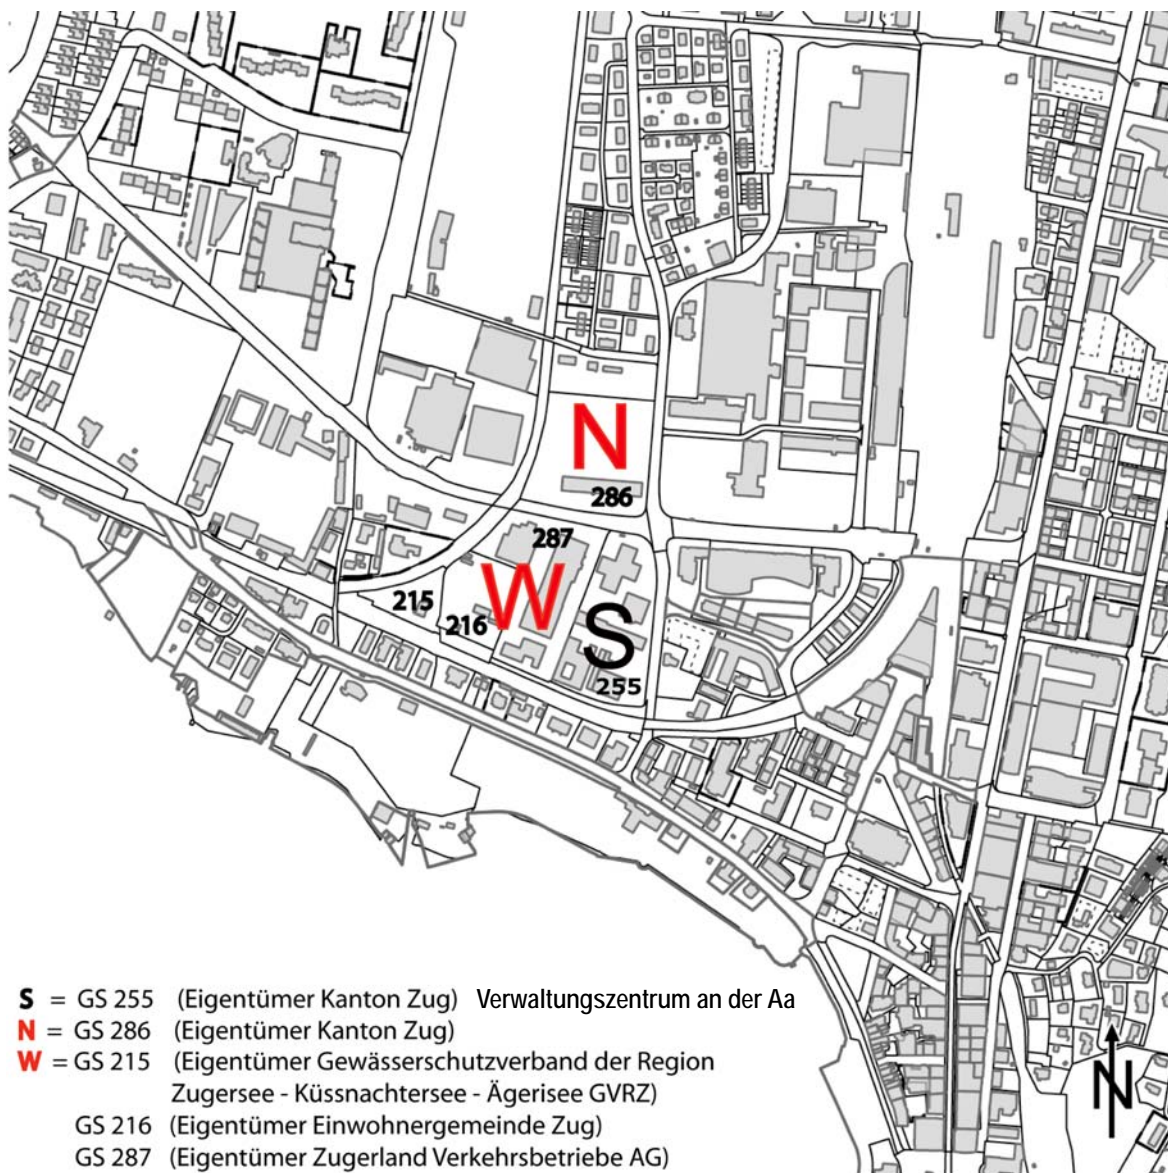 N
286
287
W
215
216
S
255
S = GS 255 (Eigentümer Kanton Zug) Verwaltungszentrum an der Aa
N = GS 286 (Eigentümer Kanton Zug)
W = GS 215 (Eigentümer Gewässerschutzverband der Region
Zugersee - Küssnachtersee - Ägerisee GVRZ)
GS 216 (Eigentümer Einwohnergemeinde Zug)
GS 287 (Eigentümer Zugerland Verkehrsbetriebe AG)
N